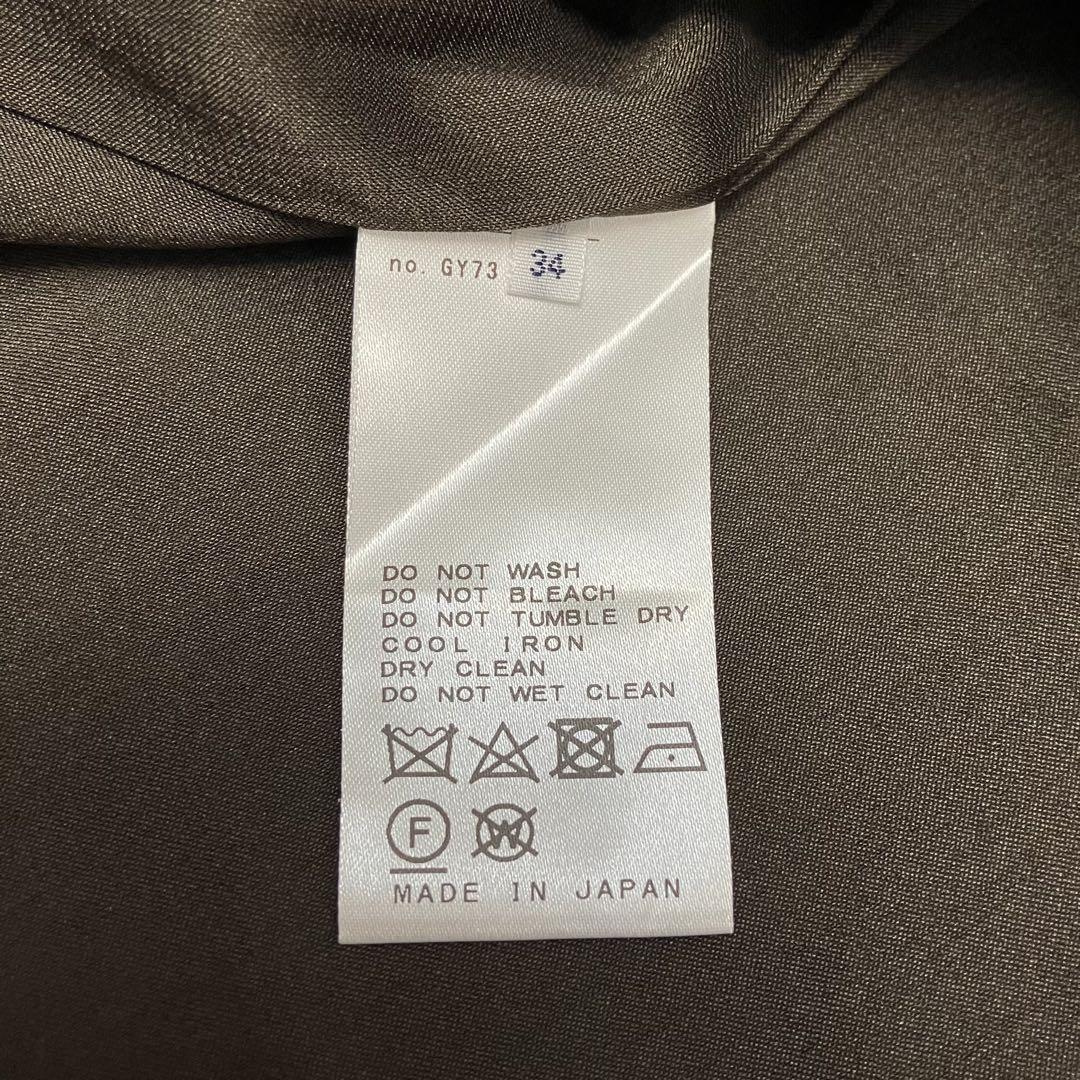 no. GY73 34
DO NOT WASH
DO NOT BLEACH
DO NOT TUMBLE DRY
COOL IRON
DRY CLEAN
DO NOT WET CLEAN
F W
MADE IN JAPAN